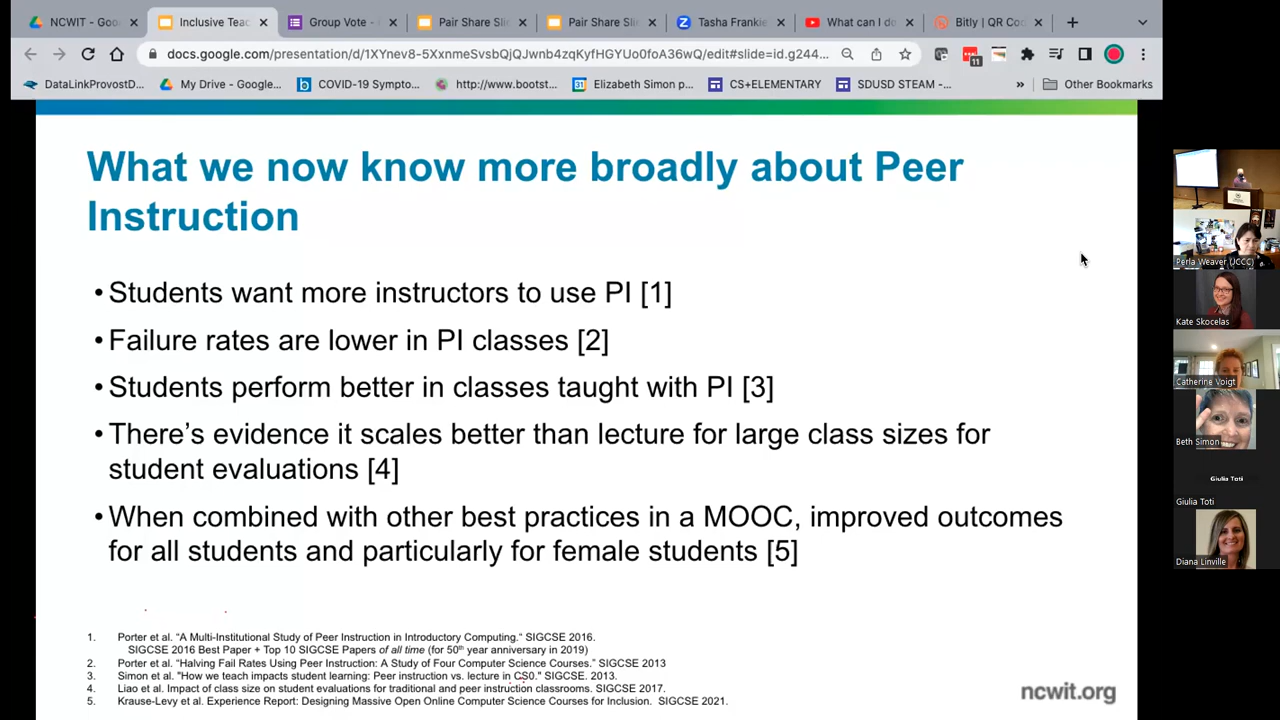 NCWIT - Goo
Inclusive Teac
Group Vote -
Pair Share Slid
Pair Share Slid
Tasha Frankie
What can I do
Bitly | QR Coo
docs.google.com/presentation/d/1XYnev8-5XxnmeSvsbQjQJwnb4zqKyfHGYUo0foA36wQ/edit#slide=id.g244...
11
DataLinkProvostD...
My Drive - Google...
COVID-19 Sympto...
http://www.bootst...
Elizabeth Simon p...
CS+ELEMENTARY
SDUSD STEAM -...
»
Other Bookmarks
What we now know more broadly about Peer
Instruction
•Students want more instructors to use PI [1]
•Failure rates are lower in PI classes [2]
•Students perform better in classes taught with PI [3]
•There's evidence it scales better than lecture for large class sizes for
student evaluations [4]
•When combined with other best practices in a MOOC, improved outcomes
for all students and particularly for female students [5]
1. Porter et al. “A Multi-Institutional Study of Peer Instruction in Introductory Computing.“ SIGCSE 2016.
SIGCSE 2016 Best Paper + Top 10 SIGCSE Papers of all time (for 50th year anniversary in 2019)
2. Porter et al. “Halving Fail Rates Using Peer Instruction: A Study of Four Computer Science Courses.” SIGCSE 2013
3. Simon et al. "How we teach impacts student learning: Peer instruction vs. lecture in CS0." SIGCSE. 2013.
4. Liao et al. Impact of class size on student evaluations for traditional and peer instruction classrooms. SIGCSE 2017.
5. Krause-Levy et al. Experience Report: Designing Massive Open Online Computer Science Courses for Inclusion. SIGCSE 2021.
ncwit.org
Perla Weaver (JCCC)
Kate Skocelas
Catherine Voigt
Beth Simon
Giulia Toti
Giulia Toti
Diana Linville